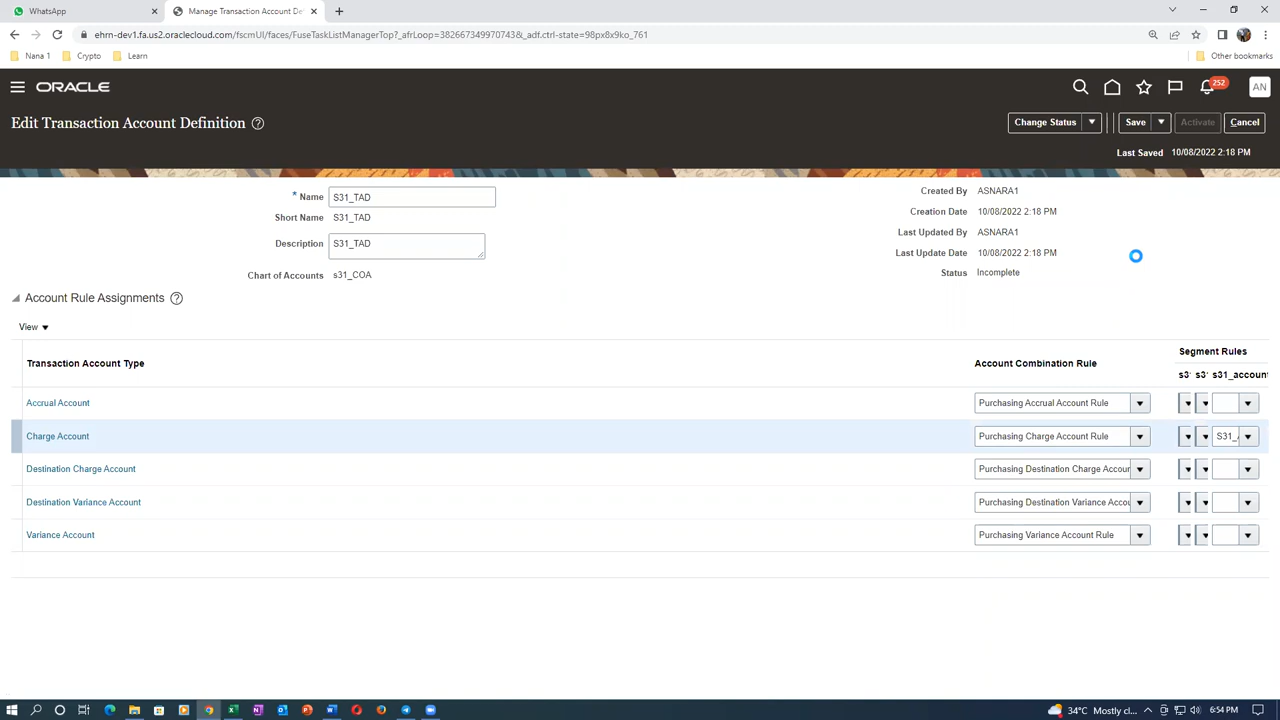 WhatsApp
Manage Transaction Account De
ehrn-dev1.fa.us2.oraclecloud.com/fscmUI/faces/FuseTaskListManagerTop?_afrLoop=382667349970743&_adf.ctrl-state=98px8x9ko_761
Nana 1
Crypto
Learn
Other bookmarks
ORACLE
252
AN
Edit Transaction Account Definition
Change Status
Save
Activate
Cancel
Last Saved 10/08/2022 2:18 PM
* Name S31_TAD
Short Name S31_TAD
Description S31_TAD
Chart of Accounts s31_COA
Created By ASNARA1
Creation Date 10/08/2022 2:18 PM
Last Updated By ASNARA1
Last Update Date 10/08/2022 2:18 PM
Status Incomplete
Account Rule Assignments
View
Transaction Account Type
Account Combination Rule
Segment Rules
s3 s3 s31_account
Accrual Account
Purchasing Accrual Account Rule
Charge Account
Purchasing Charge Account Rule
S31_
Destination Charge Account
Purchasing Destination Charge Accoun
Destination Variance Account
Purchasing Destination Variance Accou
Variance Account
Purchasing Variance Account Rule
34°C Mostly c...
6:54 PM